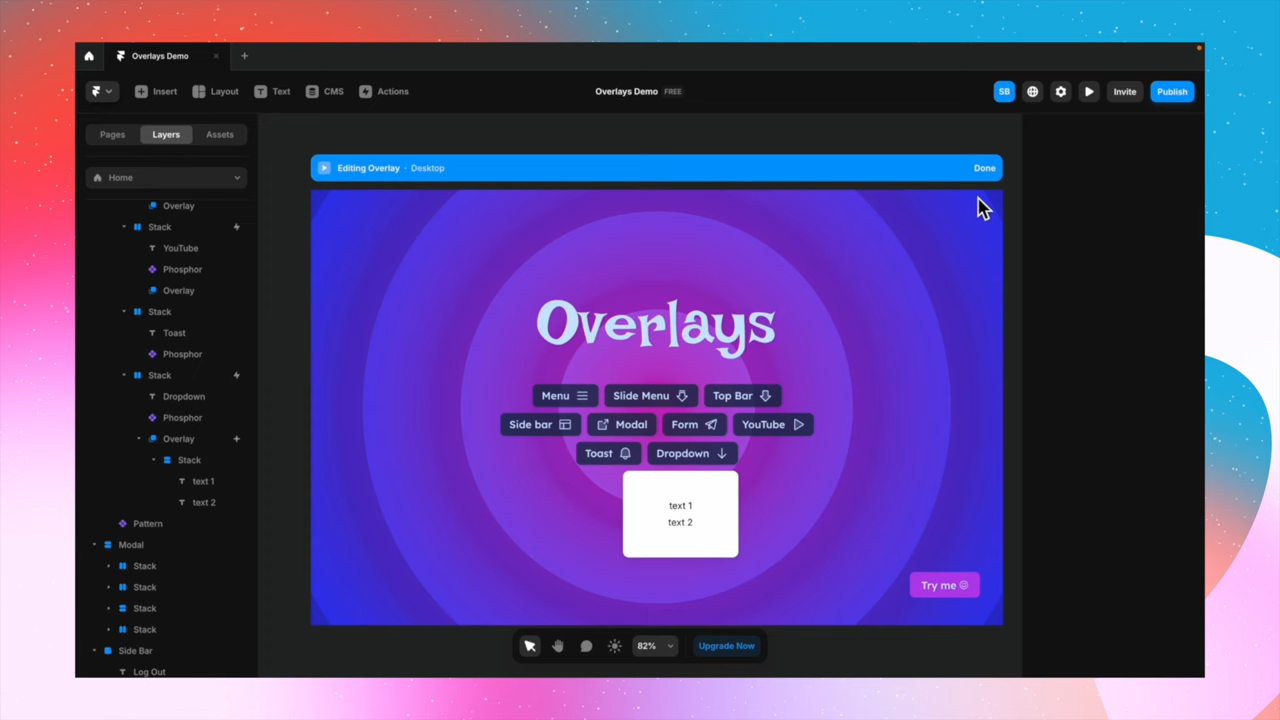 Overlays Demo
Insert Layout Text CMS Actions
Overlays Demo FREE
SB Invite Publish
Pages Layers Assets
Home
Overlay
Stack
YouTube
Phosphor
Overlay
Stack
Toast
Phosphor
Stack
Dropdown
Phosphor
Overlay
Stack
text 1
text 2
Pattern
Modal
Stack
Stack
Stack
Stack
Side Bar
Log Out
Editing Overlay · Desktop Done
Overlays
Menu Slide Menu Top Bar
Side bar Modal Form YouTube
Toast Dropdown
text 1
text 2
Try me
82% Upgrade Now